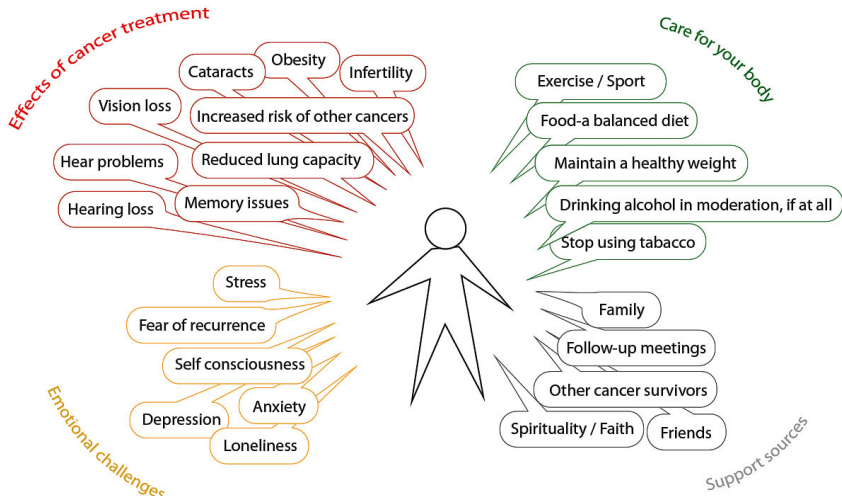 Effects of cancer treatment
Obesity
Cataracts
Infertility
Vision loss
Increased risk of other cancers
Hear problems
Reduced lung capacity
Hearing loss
Memory issues
Care for your body
Exercise / Sport
Food-a balanced diet
Maintain a healthy weight
Drinking alcohol in moderation, if at all
Stop using tabacco
Stress
Fear of recurrence
Self consciousness
Anxiety
Depression
Loneliness
Emotional challenges
Family
Follow-up meetings
Other cancer survivors
Spirituality / Faith
Friends
Support sources